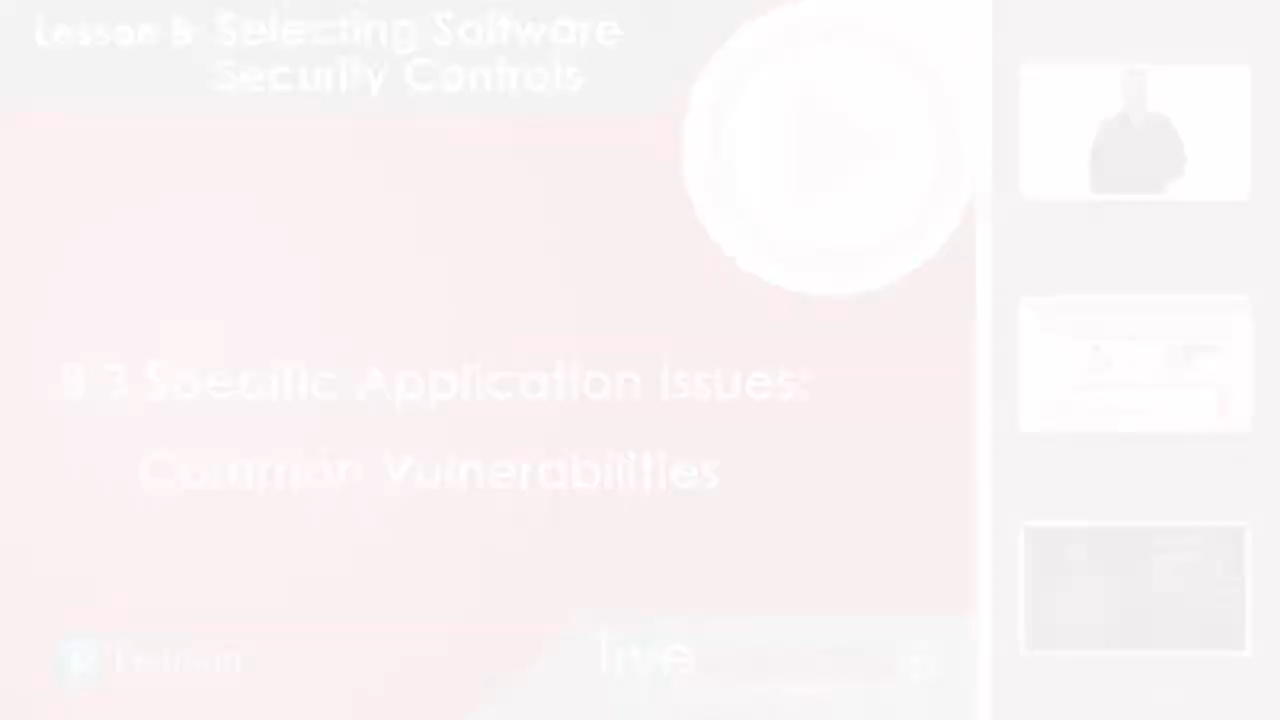 Lesson 8: Selecting Software
Security Controls
8.3 Specific Application Issues:
Common Vulnerabilities
Pearson
live